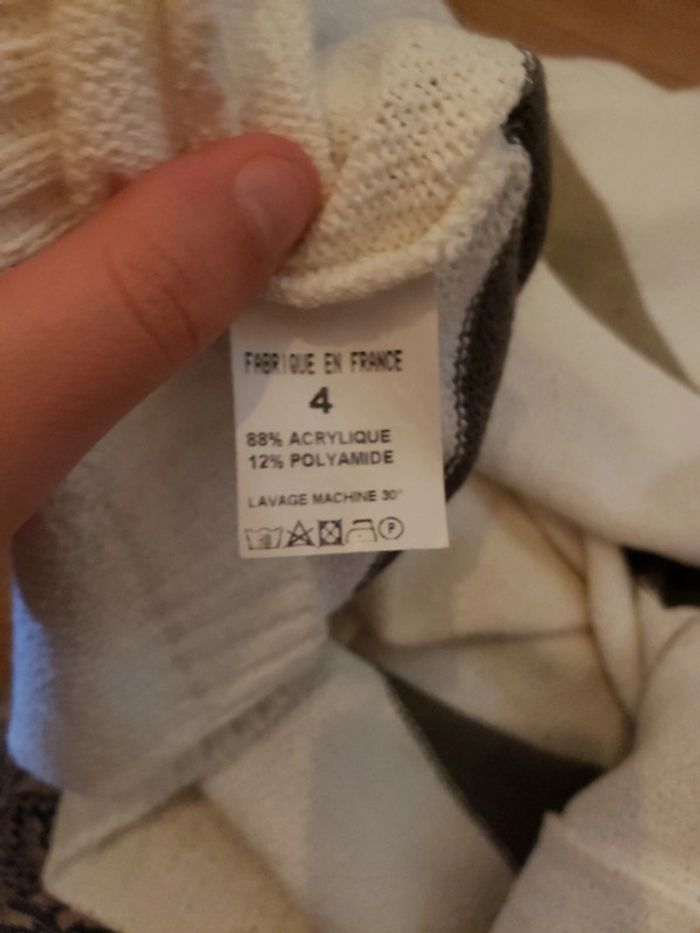 FABRIQUE EN FRANCE
4
88% ACRYLIQUE
12% POLYAMIDE
LAVAGE MACHINE 30°
P